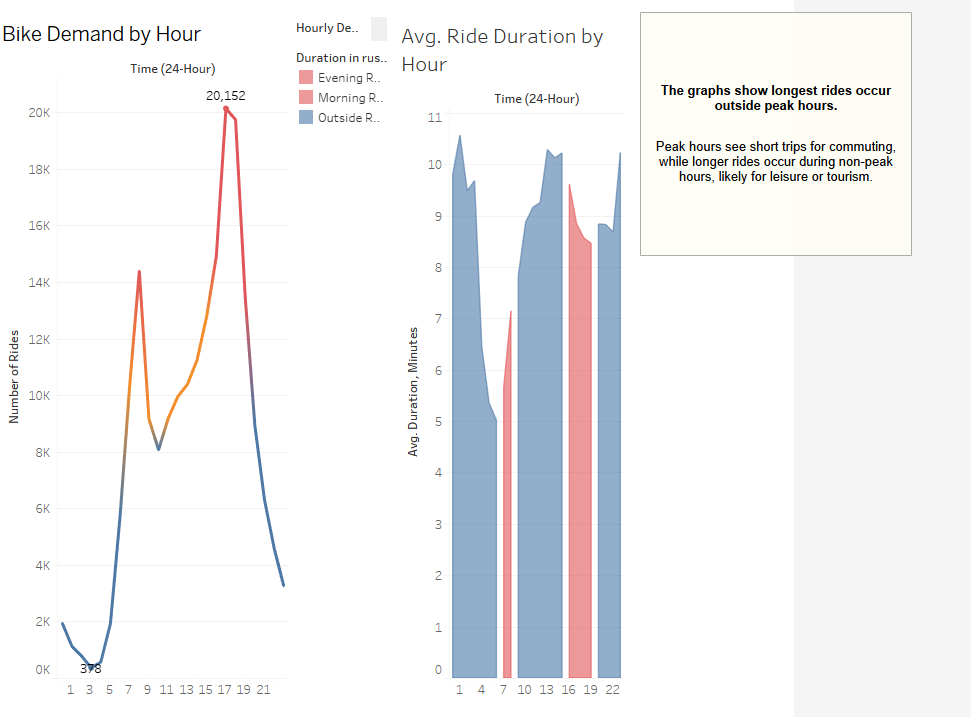 Bike Demand by Hour
Time (24-Hour)
20,152
20K
18K
16K
14K
12K
10K
8K
6K
4K
2K
0K
Number of Rides
378
1 3 5 7 9 11 13 15 17 19 21
Hourly De..
Duration in rus..
Evening R..
Morning R..
Outside R..
Avg. Ride Duration by
Hour
Time (24-Hour)
11
10
9
8
7
6
5
4
3
2
1
0
Avg. Duration, Minutes
1 4 7 10 13 16 19 22
The graphs show longest rides occur
outside peak hours.
Peak hours see short trips for commuting,
while longer rides occur during non-peak
hours, likely for leisure or tourism.